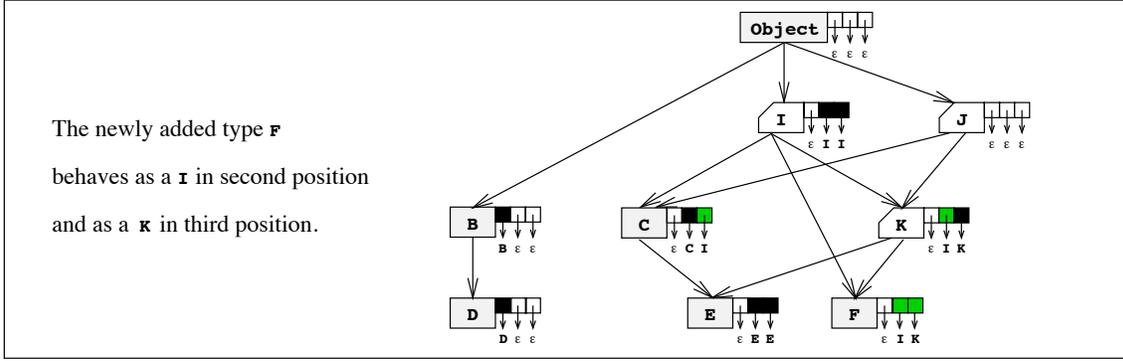 Object
ε ε ε
The newly added type F
I
ε I I
J
ε ε ε
behaves as a I in second position
and as a K in third position.
B
B ε ε
C
ε C I
K
ε I K
D
D ε ε
E
ε E E
F
ε I K